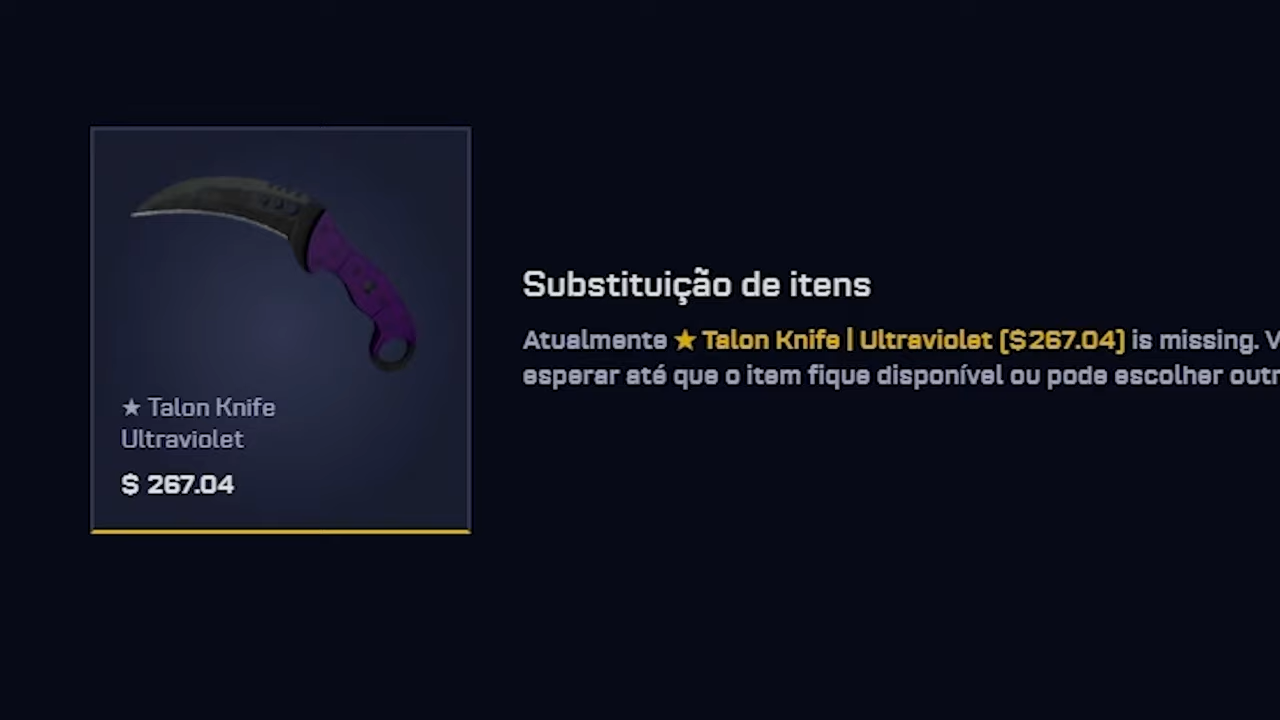 ★ Talon Knife
Ultraviolet
$ 267.04
Substituição de itens
Atualmente ★ Talon Knife | Ultraviolet ($267.04) is missing. V
esperar até que o item fique disponível ou pode escolher outr